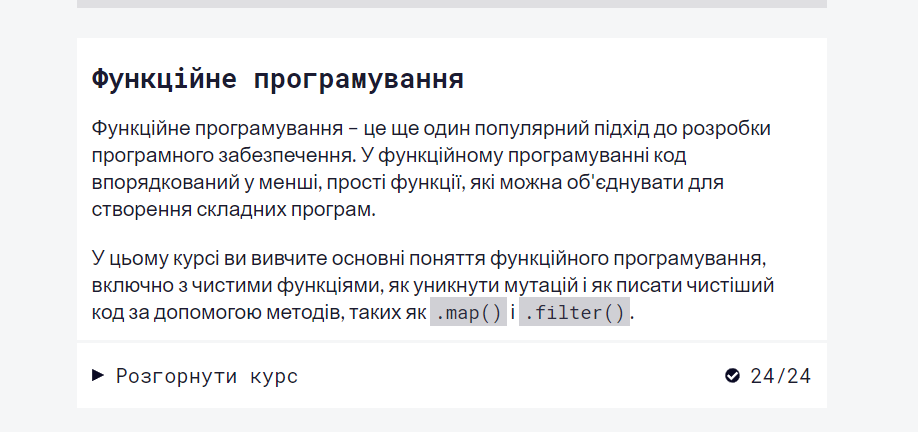 Функційне програмування
Функційне програмування – це ще один популярний підхід до розробки
програмного забезпечення. У функційному програмуванні код
впорядкований у менші, прості функції, які можна об'єднувати для
створення складних програм.
У цьому курсі ви вивчите основні поняття функційного програмування,
включно з чистими функціями, як уникнути мутацій і як писати чистіший
код за допомогою методів, таких як .map() і .filter().
Розгорнути курс 24/24